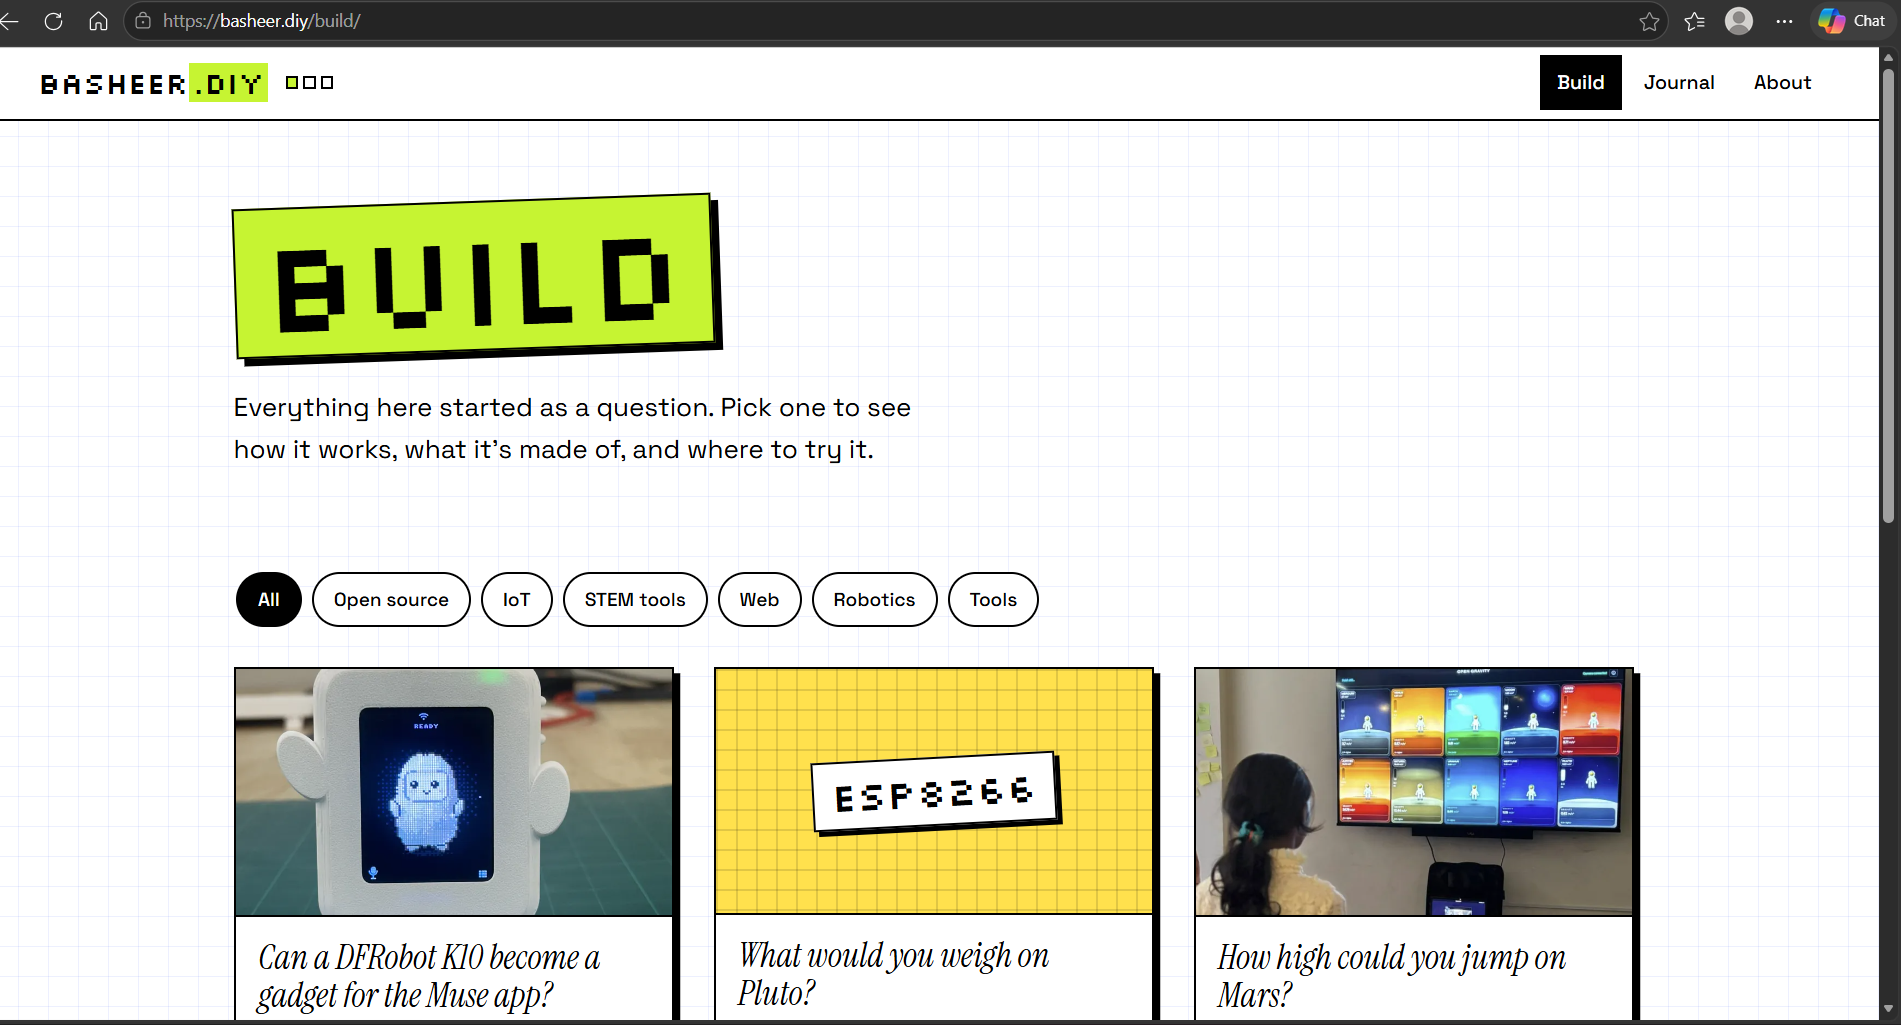 https://basheer.diy/build/
Chat
BASHEER.DIY
Build
Journal
About
BUILD
Everything here started as a question. Pick one to see
how it works, what it's made of, and where to try it.
All
Open source
IoT
STEM tools
Web
Robotics
Tools
READY
ESP8266
OPEN GRAVITY
Can a DFRobot K10 become a
gadget for the Muse app?
What would you weigh on
Pluto?
How high could you jump on
Mars?